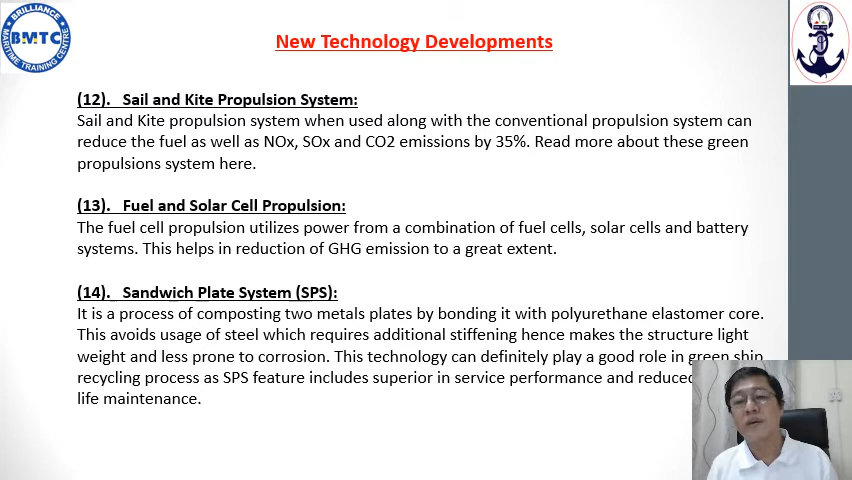 BRILLIANCE
BMTC
MARITIME TRAINING CENTRE
New Technology Developments
(12). Sail and Kite Propulsion System:
Sail and Kite propulsion system when used along with the conventional propulsion system can
reduce the fuel as well as NOx, SOx and CO2 emissions by 35%. Read more about these green
propulsions system here.
(13). Fuel and Solar Cell Propulsion:
The fuel cell propulsion utilizes power from a combination of fuel cells, solar cells and battery
systems. This helps in reduction of GHG emission to a great extent.
(14). Sandwich Plate System (SPS):
It is a process of composting two metals plates by bonding it with polyurethane elastomer core.
This avoids usage of steel which requires additional stiffening hence makes the structure light
weight and less prone to corrosion. This technology can definitely play a good role in green ship
recycling process as SPS feature includes superior in service performance and reduced
life maintenance.